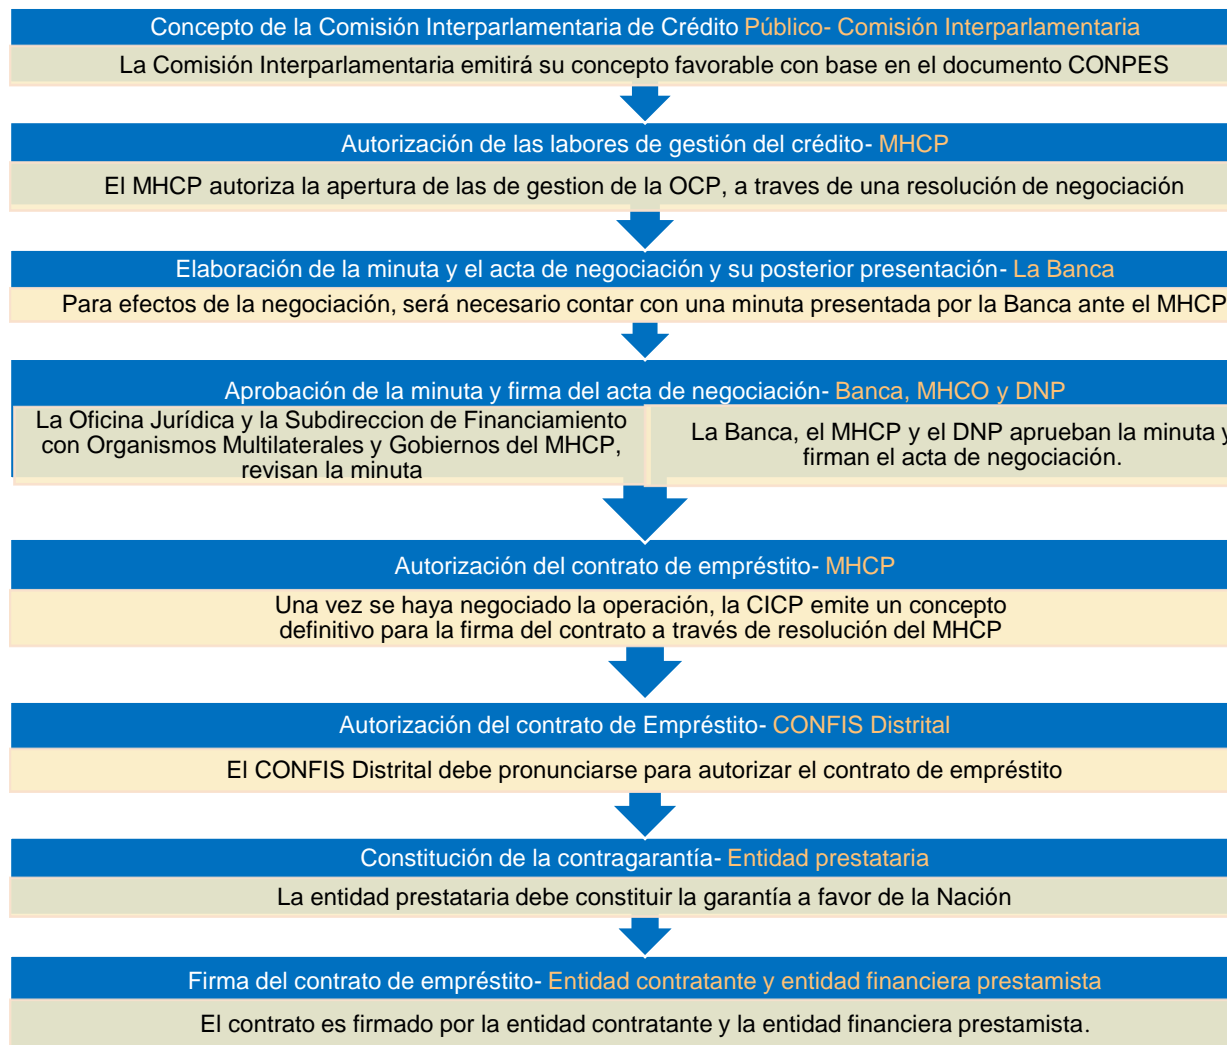 Concepto de la Comisión Interparlamentaria de Crédito Público- Comisión Interparlamentaria
La Comisión Interparlamentaria emitirá su concepto favorable con base en el documento CONPES
Autorización de las labores de gestión del crédito- MHCP
El MHCP autoriza la apertura de las de gestion de la OCP, a traves de una resolución de negociación
Elaboración de la minuta y el acta de negociación y su posterior presentación- La Banca
Para efectos de la negociación, será necesario contar con una minuta presentada por la Banca ante el MHCP
Aprobación de la minuta y firma del acta de negociación- Banca, MHCO y DNP
La Oficina Jurídica y la Subdireccion de Financiamiento
con Organismos Multilaterales y Gobiernos del MHCP,
revisan la minuta
La Banca, el MHCP y el DNP aprueban la minuta y
firman el acta de negociación.
Autorización del contrato de empréstito- MHCP
Una vez se haya negociado la operación, la CICP emite un concepto
definitivo para la firma del contrato a través de resolución del MHCP
Autorización del contrato de Empréstito- CONFIS Distrital
El CONFIS Distrital debe pronunciarse para autorizar el contrato de empréstito
Constitución de la contragarantía- Entidad prestataria
La entidad prestataria debe constituir la garantía a favor de la Nación
Firma del contrato de empréstito- Entidad contratante y entidad financiera prestamista
El contrato es firmado por la entidad contratante y la entidad financiera prestamista.